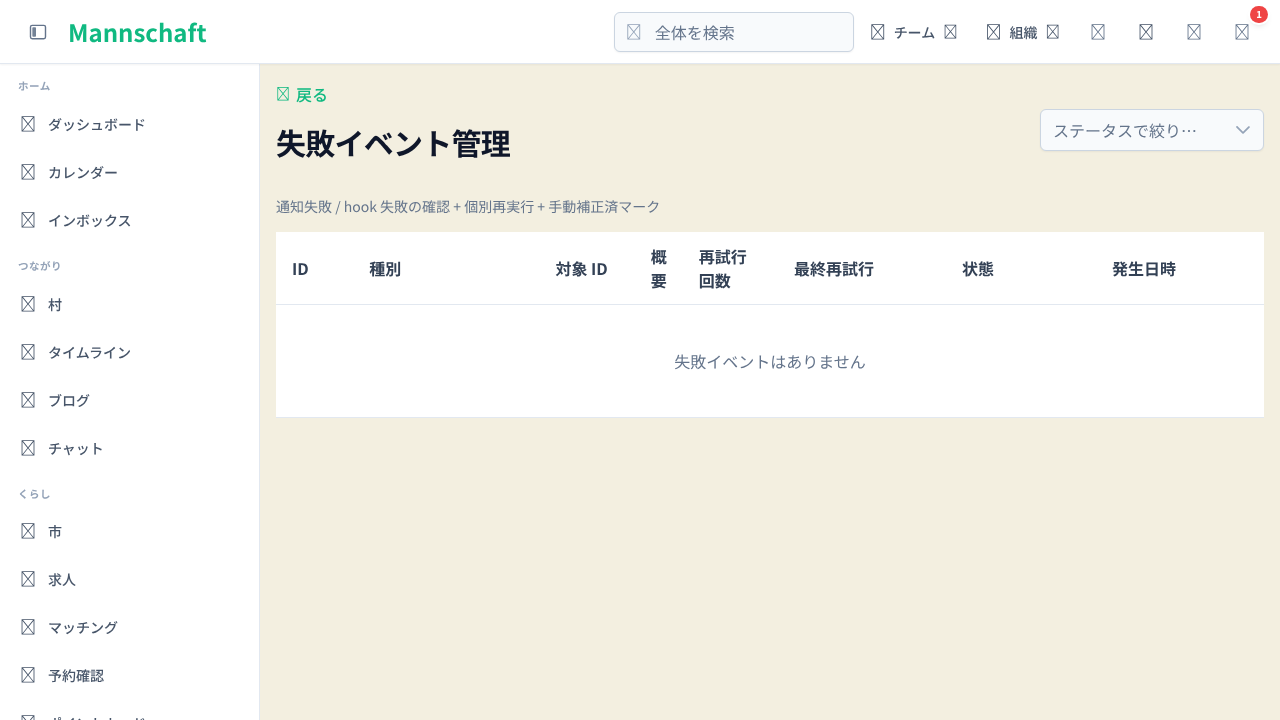 Mannschaft
全体を検索
チーム
組織
1
ホーム
ダッシュボード
カレンダー
インボックス
つながり
村
タイムライン
ブログ
チャット
くらし
市
求人
マッチング
予約確認
戻る
失敗イベント管理
ステータスで絞り…
通知失敗 / hook 失敗の確認 + 個別再実行 + 手動補正済マーク
ID
種別
対象 ID
概
要
再試行
回数
最終再試行
状態
発生日時
失敗イベントはありません